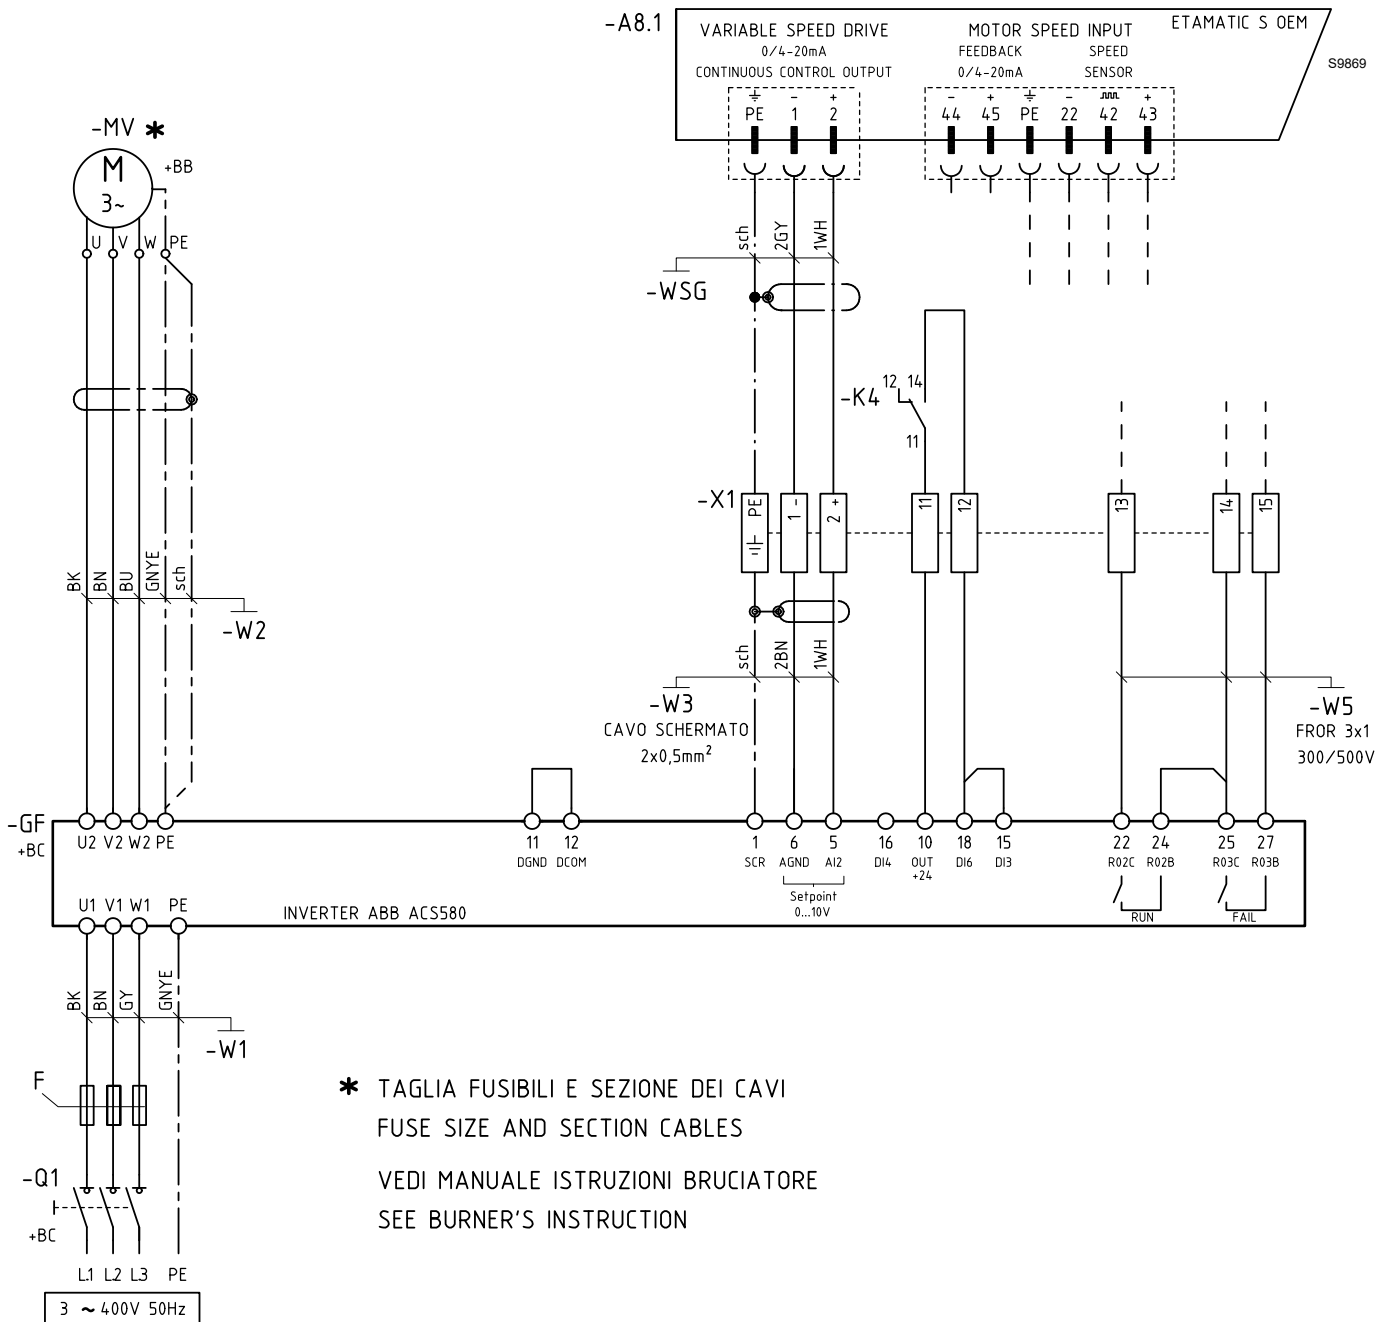 -A8.1
ETAMATIC S OEM
S9869
VARIABLE SPEED DRIVE
0/4-20mA
CONTINUOUS CONTROL OUTPUT
MOTOR SPEED INPUT
FEEDBACK
0/4-20mA
SPEED
SENSOR
- +
PE 1 2
- + - +
44 45 PE 22 42 43
-MV *
M
3~
+BB
U V W PE
sch 2GY 1WH
-WSG
-K4
12 14
11
-X1
PE 1 - 2 + 11 12 13 14 15
BK BN BU GNYE sch
-W2
sch 2BN 1WH
-W3
CAVO SCHERMATO
2x0,5mm²
-W5
FROR 3x1
300/500V
-GF
+BC
U2 V2 W2 PE
11 12
DGND DCOM
1 6 5 16 10 18 15
SCR AGND AI2 DI4 OUT DI6 DI3
+24
Setpoint
0...10V
22 24 25 27
R02C R02B R03C R03B
RUN
FAIL
U1 V1 W1 PE
INVERTER ABB ACS580
BK BN GY GNYE
-W1
F
-Q1
+BC
L1 L2 L3 PE
3 ~ 400V 50Hz
* TAGLIA FUSIBILI E SEZIONE DEI CAVI
FUSE SIZE AND SECTION CABLES
VEDI MANUALE ISTRUZIONI BRUCIATORE
SEE BURNER'S INSTRUCTION